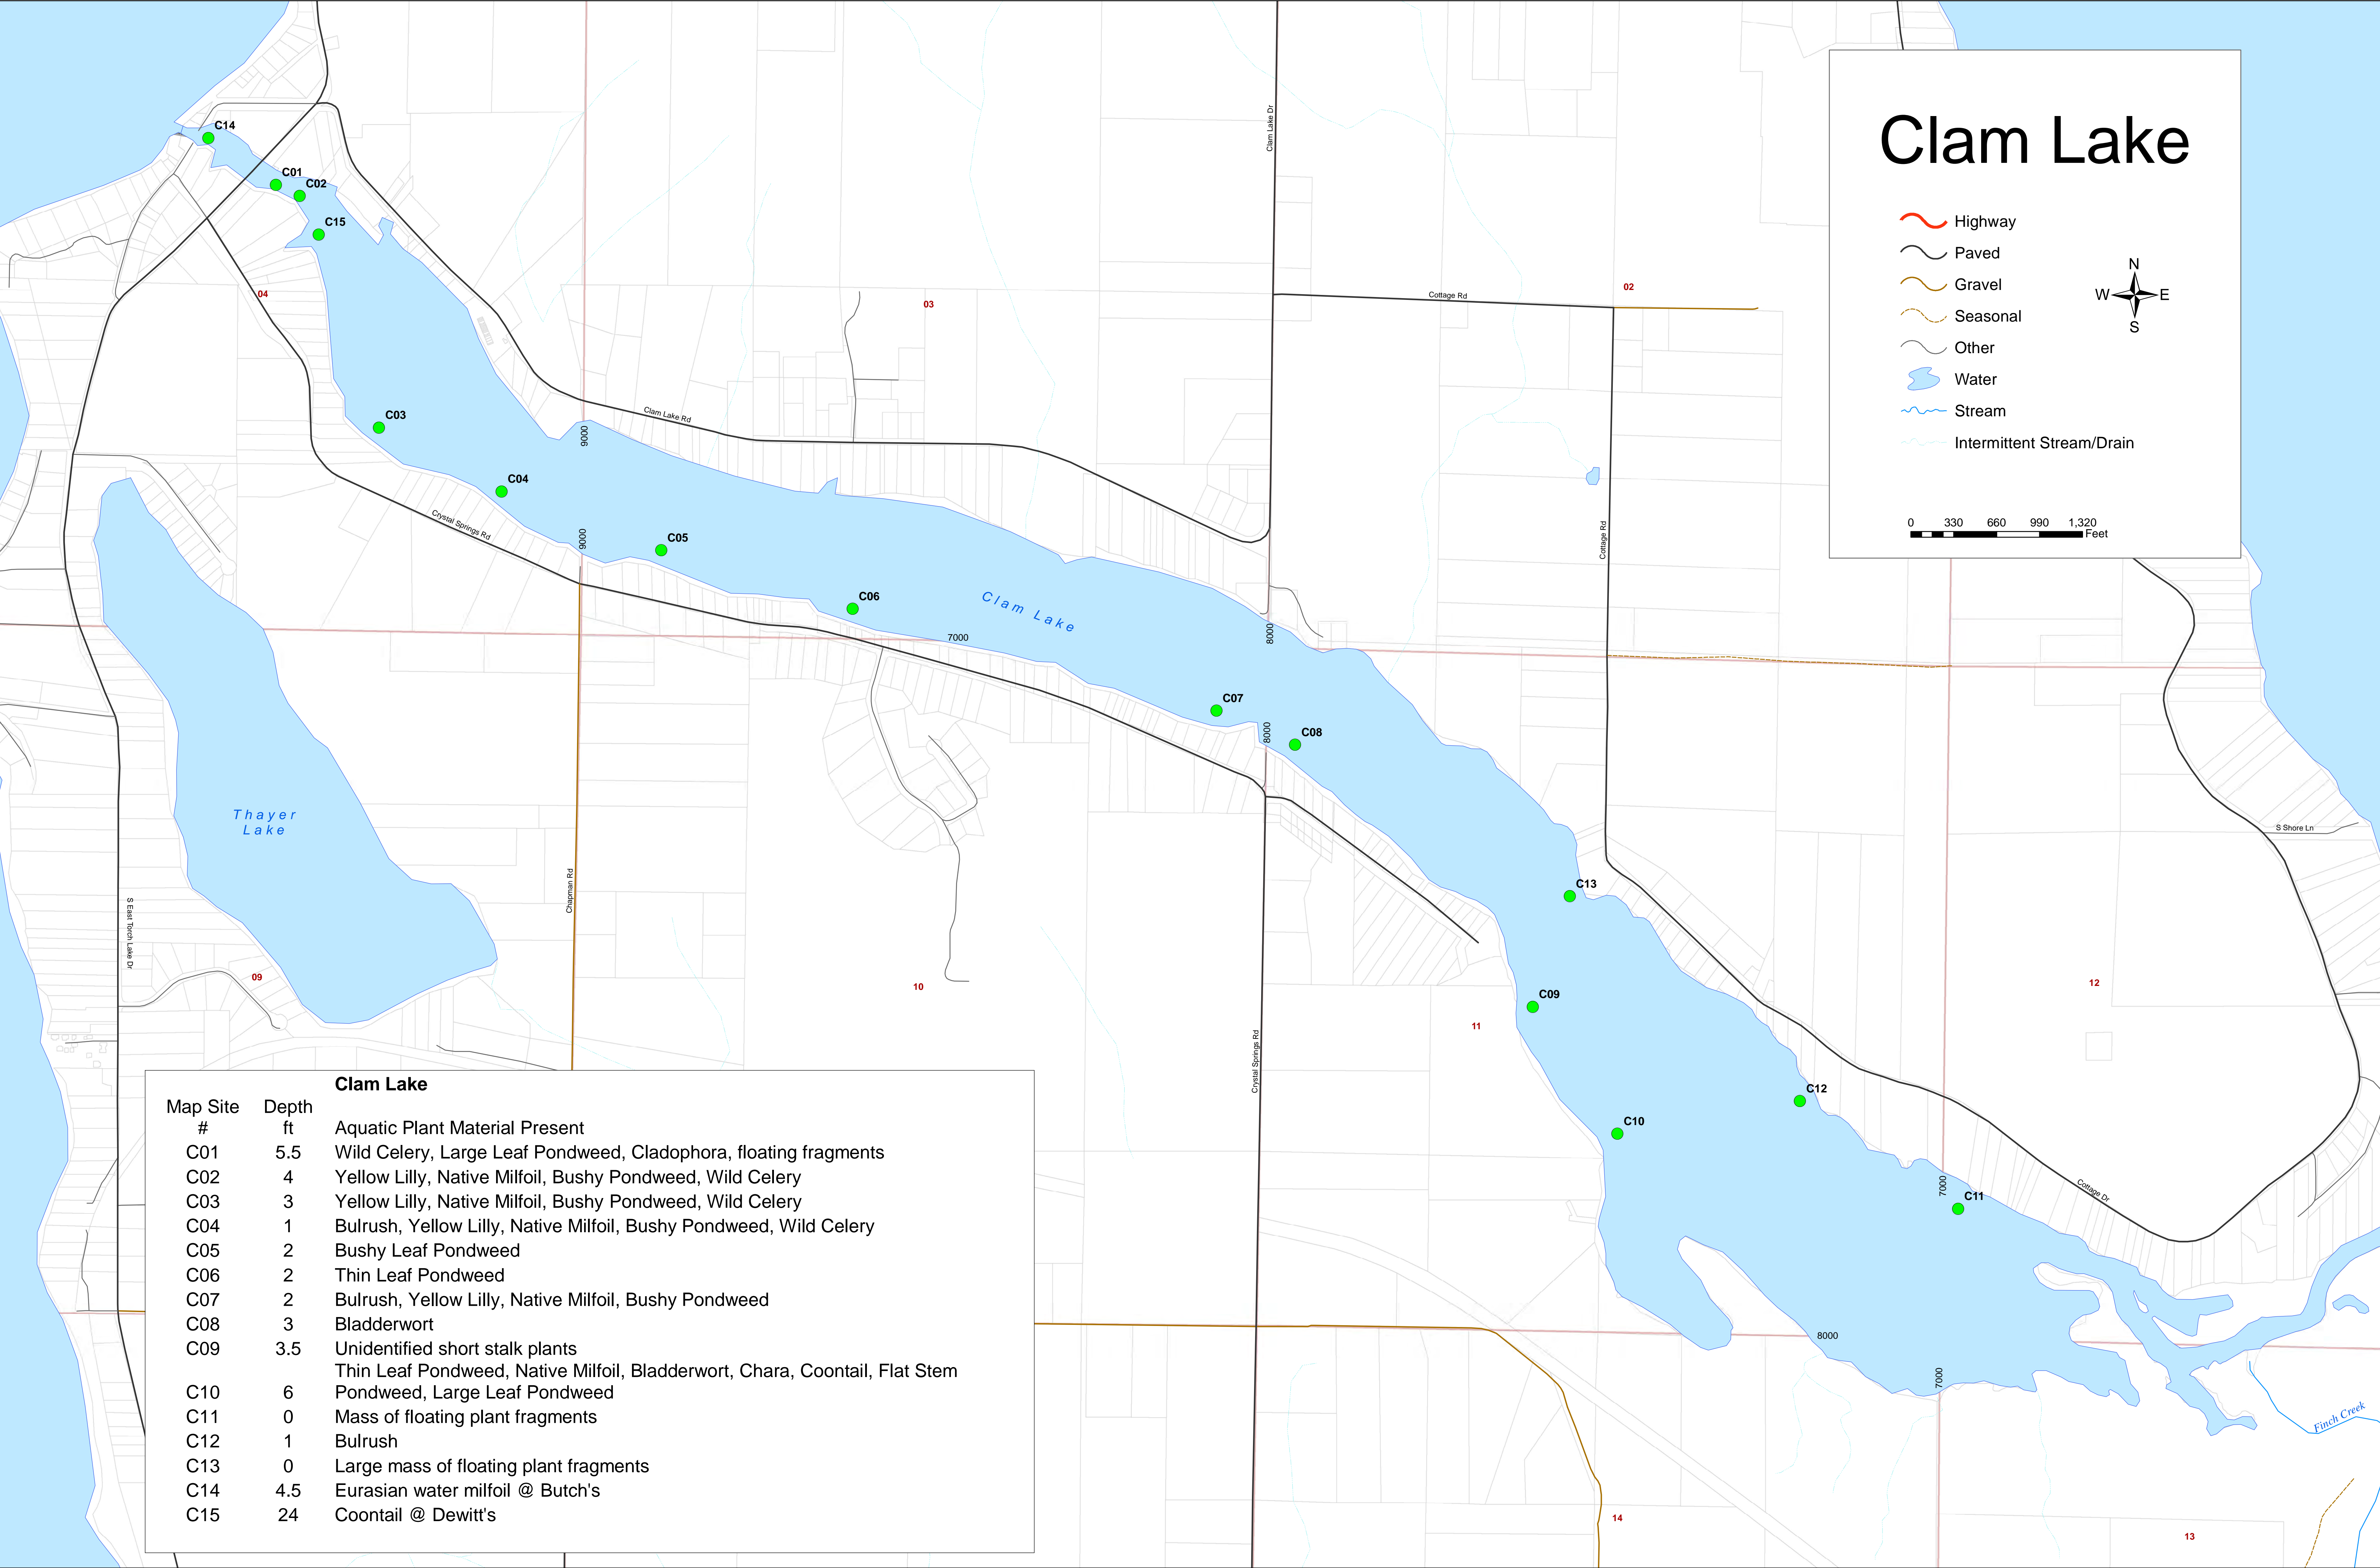 Clam Lake
Highway
Paved
Gravel
Seasonal
Other
Water
Stream
Intermittent Stream/Drain
N
W E
S
0 330 660 990 1,320
Feet
C14
C01
C02
C15
04
03
02
Clam Lake Dr
Cottage Rd
C03
Clam Lake Rd
9000
C04
Crystal Springs Rd
9000
C05
Cottage Rd
C06
Clam Lake
7000
8000
C07
8000
C08
Thayer
Lake
S Shore Ln
Chapman Rd
C13
S East Torch Lake Dr
09
10
12
C09
11
Crystal Springs Rd
C12
C10
7000
C11
Cottage Dr
8000
7000
Finch Creek
14
13
Clam Lake
Map Site Depth
# ft Aquatic Plant Material Present
C01 5.5 Wild Celery, Large Leaf Pondweed, Cladophora, floating fragments
C02 4 Yellow Lilly, Native Milfoil, Bushy Pondweed, Wild Celery
C03 3 Yellow Lilly, Native Milfoil, Bushy Pondweed, Wild Celery
C04 1 Bulrush, Yellow Lilly, Native Milfoil, Bushy Pondweed, Wild Celery
C05 2 Bushy Leaf Pondweed
C06 2 Thin Leaf Pondweed
C07 2 Bulrush, Yellow Lilly, Native Milfoil, Bushy Pondweed
C08 3 Bladderwort
C09 3.5 Unidentified short stalk plants
Thin Leaf Pondweed, Native Milfoil, Bladderwort, Chara, Coontail, Flat Stem
C10 6 Pondweed, Large Leaf Pondweed
C11 0 Mass of floating plant fragments
C12 1 Bulrush
C13 0 Large mass of floating plant fragments
C14 4.5 Eurasian water milfoil @ Butch's
C15 24 Coontail @ Dewitt's